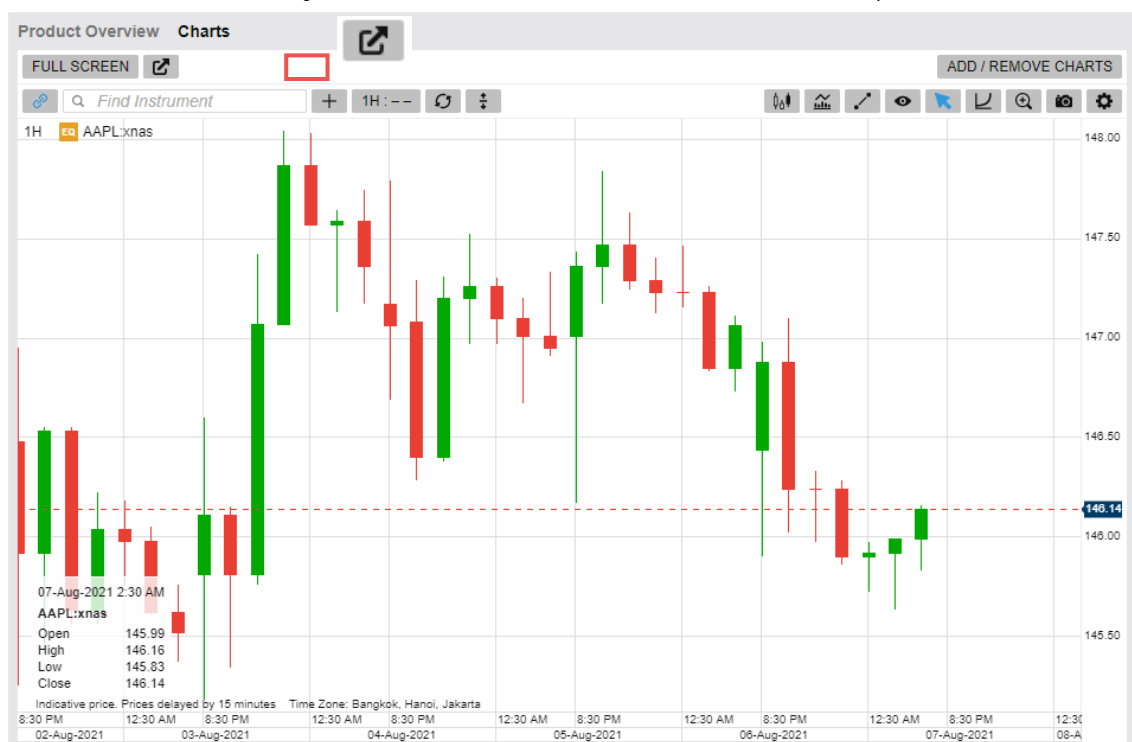 Product Overview Charts
FULL SCREEN ADD / REMOVE CHARTS
Find Instrument 1H : – –
1H EQ AAPL:xnas
148.00
147.50
147.00
146.50
146.14
146.00
145.50
07-Aug-2021 2:30 AM
AAPL:xnas
Open 145.99
High 146.16
Low 145.83
Close 146.14
Indicative price. Prices delayed by 15 minutes Time Zone: Bangkok, Hanoi, Jakarta
8:30 PM 12:30 AM 8:30 PM 12:30 AM 8:30 PM 12:30 AM 8:30 PM 12:30 AM 8:30 PM 12:30 AM 8:30 PM 12:30
02-Aug-2021 03-Aug-2021 04-Aug-2021 05-Aug-2021 06-Aug-2021 07-Aug-2021 08-A